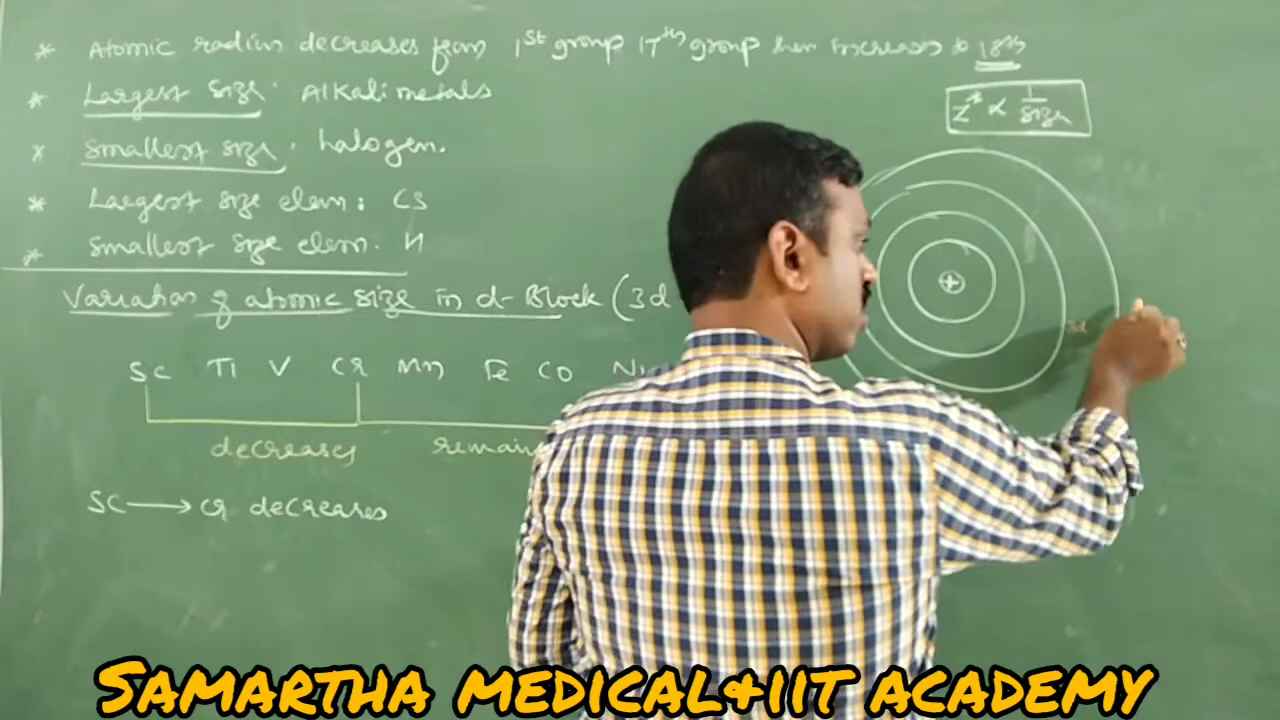 * Atomic radius decreases from 1st group 17th group then increases to 18th
* Largest size: Alkali metals
* smallest size: halogen.
* Largest size elem: Cs
* smallest size elem: H
Z* ∝ 1/size
Variation of atomic size in d-Block (3d
Sc Ti V Cr Mn Fe Co Ni
decreases remain
Sc → Cr decreases
+
SAMARTHA MEDICAL&IIT ACADEMY